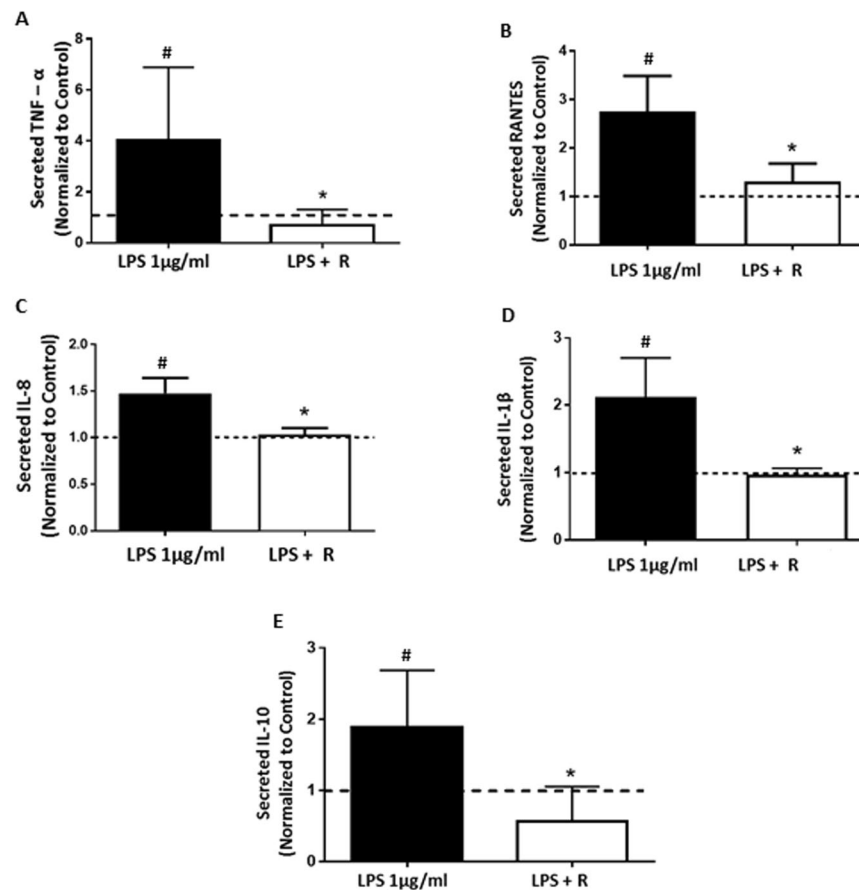 A
Secreted TNF – α
(Normalized to Control)
8
6
4
2
0
#
*
LPS 1µg/ml
LPS + R
B
Secreted RANTES
(Normalized to Control)
4
3
2
1
0
#
*
LPS 1µg/ml
LPS + R
C
Secreted IL-8
(Normalized to Control)
2.0
1.5
1.0
0.5
0.0
#
*
LPS 1µg/ml
LPS + R
D
Secreted IL-1β
(Normalized to Control)
3
2
1
0
#
*
LPS 1µg/ml
LPS + R
E
Secreted IL-10
(Normalized to Control)
3
2
1
0
#
*
LPS 1µg/ml
LPS + R